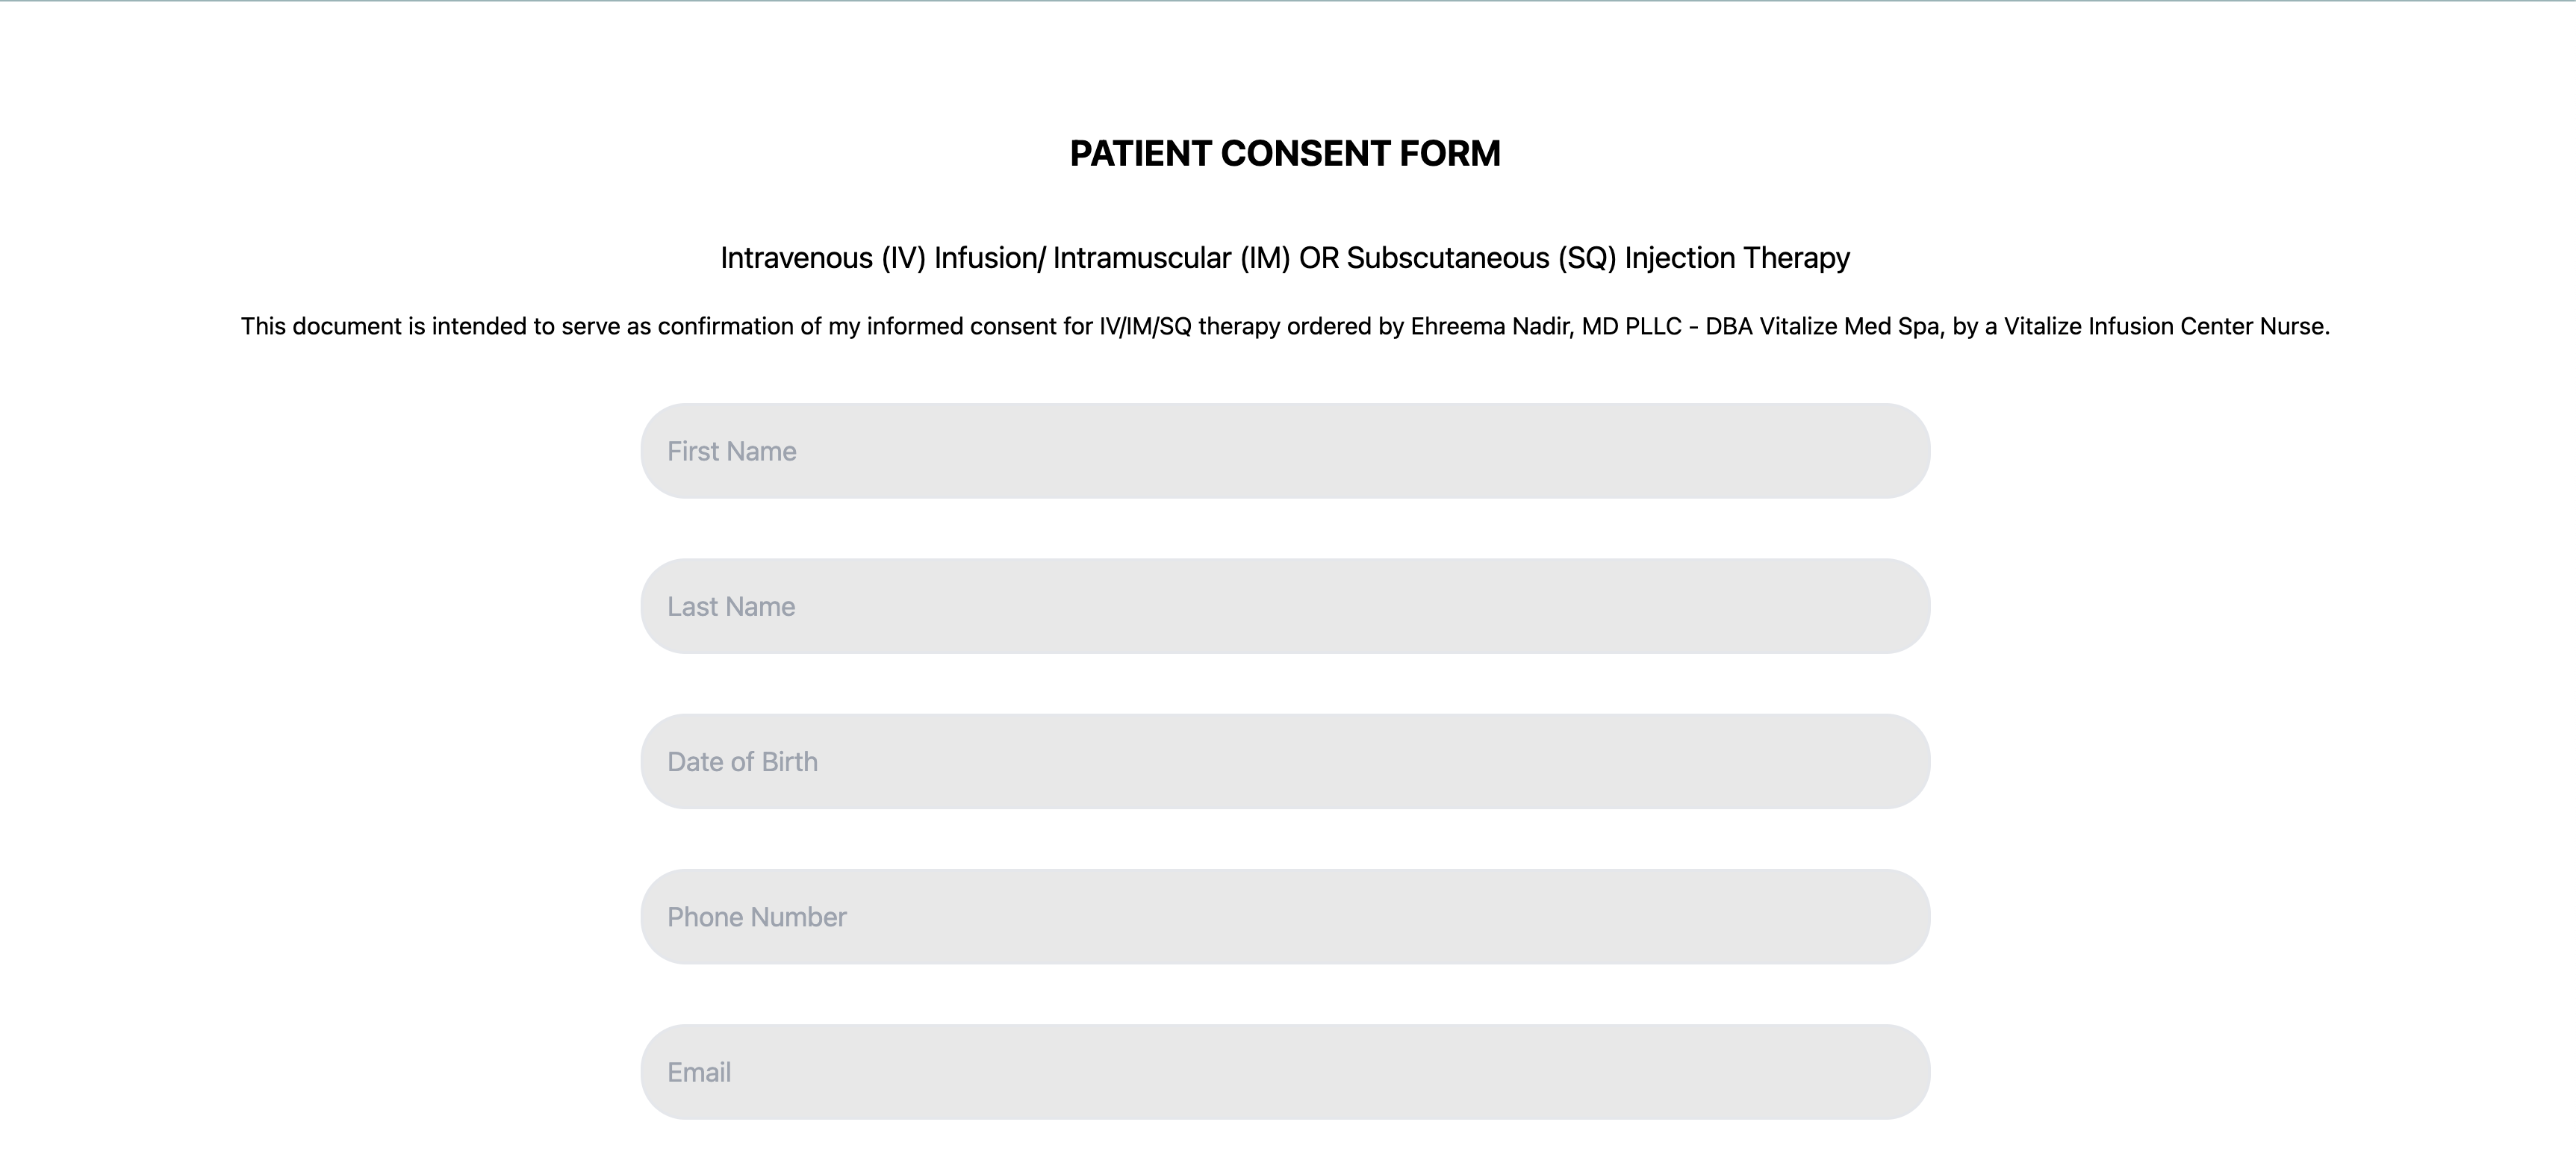 PATIENT CONSENT FORM
Intravenous (IV) Infusion/ Intramuscular (IM) OR Subscutaneous (SQ) Injection Therapy
This document is intended to serve as confirmation of my informed consent for IV/IM/SQ therapy ordered by Ehreema Nadir, MD PLLC - DBA Vitalize Med Spa, by a Vitalize Infusion Center Nurse.
First Name
Last Name
Date of Birth
Phone Number
Email